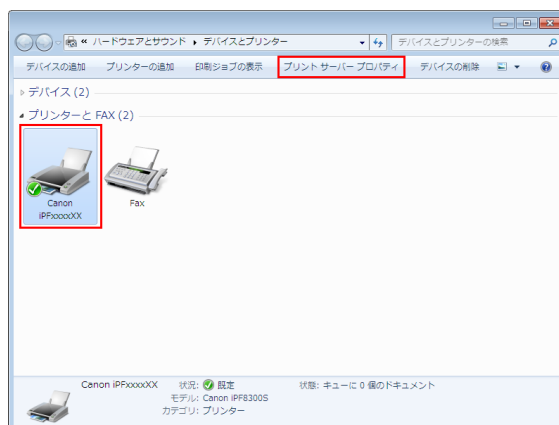 « ハードウェアとサウンド ▸ デバイスとプリンター デバイスとプリンターの検索
デバイスの追加 プリンターの追加 印刷ジョブの表示 プリント サーバー プロパティ デバイスの削除
デバイス (2)
プリンターと FAX (2)
Canon
iPFxxxxXX
Fax
Canon iPFxxxxXX 状況: 既定 状態: キューに 0 個のドキュメント
モデル: Canon iPF8300S
カテゴリ: プリンター